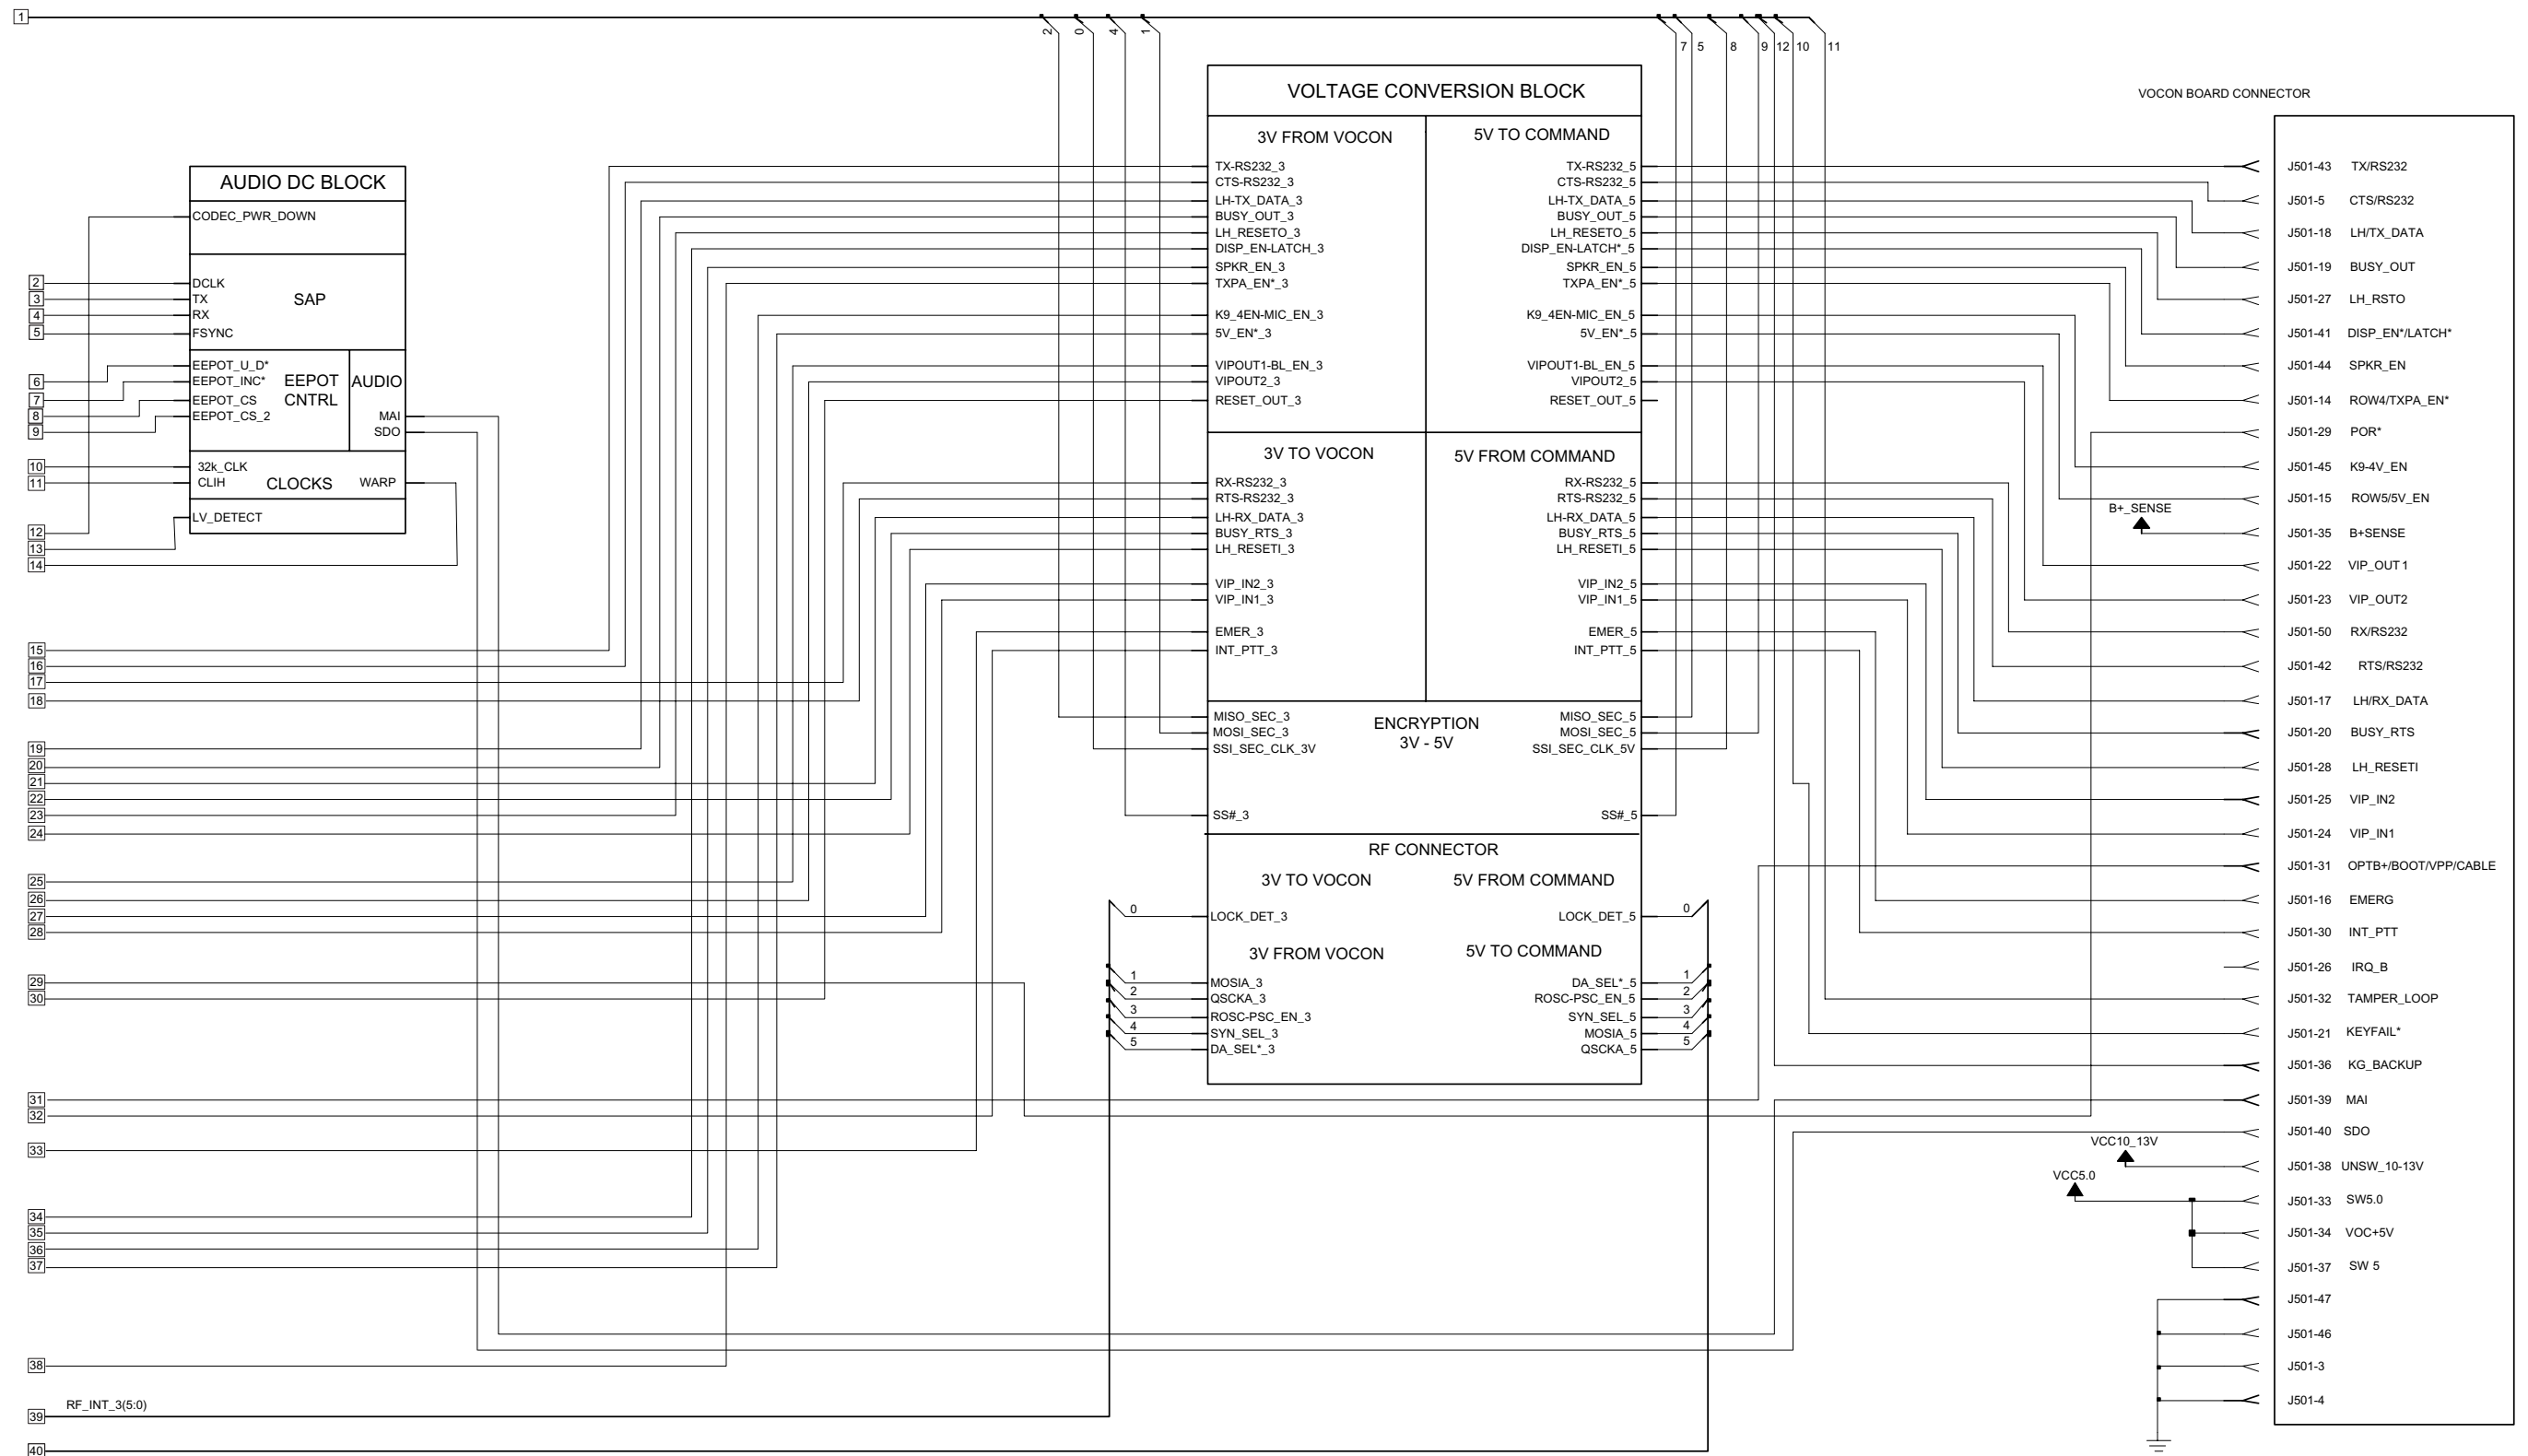 1
2
0
4
1
7
5
8
9
12
10
11
VOLTAGE CONVERSION BLOCK
VOCON BOARD CONNECTOR
3V FROM VOCON
5V TO COMMAND
TX-RS232_3
CTS-RS232_3
LH-TX_DATA_3
BUSY_OUT_3
LH_RESETO_3
DISP_EN-LATCH_3
SPKR_EN_3
TXPA_EN*_3
K9_4EN-MIC_EN_3
5V_EN*_3
VIPOUT1-BL_EN_3
VIPOUT2_3
RESET_OUT_3
TX-RS232_5
CTS-RS232_5
LH-TX_DATA_5
BUSY_OUT_5
LH_RESETO_5
DISP_EN-LATCH*_5
SPKR_EN_5
TXPA_EN*_5
K9_4EN-MIC_EN_5
5V_EN*_5
VIPOUT1-BL_EN_5
VIPOUT2_5
RESET_OUT_5
3V TO VOCON
5V FROM COMMAND
RX-RS232_3
RTS-RS232_3
LH-RX_DATA_3
BUSY_RTS_3
LH_RESETI_3
VIP_IN2_3
VIP_IN1_3
EMER_3
INT_PTT_3
RX-RS232_5
RTS-RS232_5
LH-RX_DATA_5
BUSY_RTS_5
LH_RESETI_5
VIP_IN2_5
VIP_IN1_5
EMER_5
INT_PTT_5
MISO_SEC_3
MOSI_SEC_3
SSI_SEC_CLK_3V
SS#_3
ENCRYPTION
3V - 5V
MISO_SEC_5
MOSI_SEC_5
SSI_SEC_CLK_5V
SS#_5
RF CONNECTOR
3V TO VOCON
5V FROM COMMAND
0
LOCK_DET_3
LOCK_DET_5
0
3V FROM VOCON
5V TO COMMAND
1
MOSIA_3
2
QSCKA_3
3
ROSC-PSC_EN_3
4
SYN_SEL_3
5
DA_SEL*_3
DA_SEL*_5
1
ROSC-PSC_EN_5
2
SYN_SEL_5
3
MOSIA_5
4
QSCKA_5
5
AUDIO DC BLOCK
CODEC_PWR_DOWN
DCLK
TX
RX
FSYNC
SAP
EEPOT_U_D*
EEPOT_INC*
EEPOT_CS
EEPOT_CS_2
EEPOT
CNTRL
AUDIO
MAI
SDO
32k_CLK
CLIH
CLOCKS
WARP
LV_DETECT
2
3
4
5
6
7
8
9
10
11
12
13
14
15
16
17
18
19
20
21
22
23
24
25
26
27
28
29
30
31
32
33
34
35
36
37
38
39
RF_INT_3(5:0)
40
J501-43 TX/RS232
J501-5 CTS/RS232
J501-18 LH/TX_DATA
J501-19 BUSY_OUT
J501-27 LH_RSTO
J501-41 DISP_EN*/LATCH*
J501-44 SPKR_EN
J501-14 ROW4/TXPA_EN*
J501-29 POR*
J501-45 K9-4V_EN
J501-15 ROW5/5V_EN
B+_SENSE
J501-35 B+SENSE
J501-22 VIP_OUT1
J501-23 VIP_OUT2
J501-50 RX/RS232
J501-42 RTS/RS232
J501-17 LH/RX_DATA
J501-20 BUSY_RTS
J501-28 LH_RESETI
J501-25 VIP_IN2
J501-24 VIP_IN1
J501-31 OPTB+/BOOT/VPP/CABLE
J501-16 EMERG
J501-30 INT_PTT
J501-26 IRQ_B
J501-32 TAMPER_LOOP
J501-21 KEYFAIL*
J501-36 KG_BACKUP
J501-39 MAI
J501-40 SDO
VCC10_13V
J501-38 UNSW_10-13V
VCC5.0
J501-33 SW5.0
J501-34 VOC+5V
J501-37 SW 5
J501-47
J501-46
J501-3
J501-4